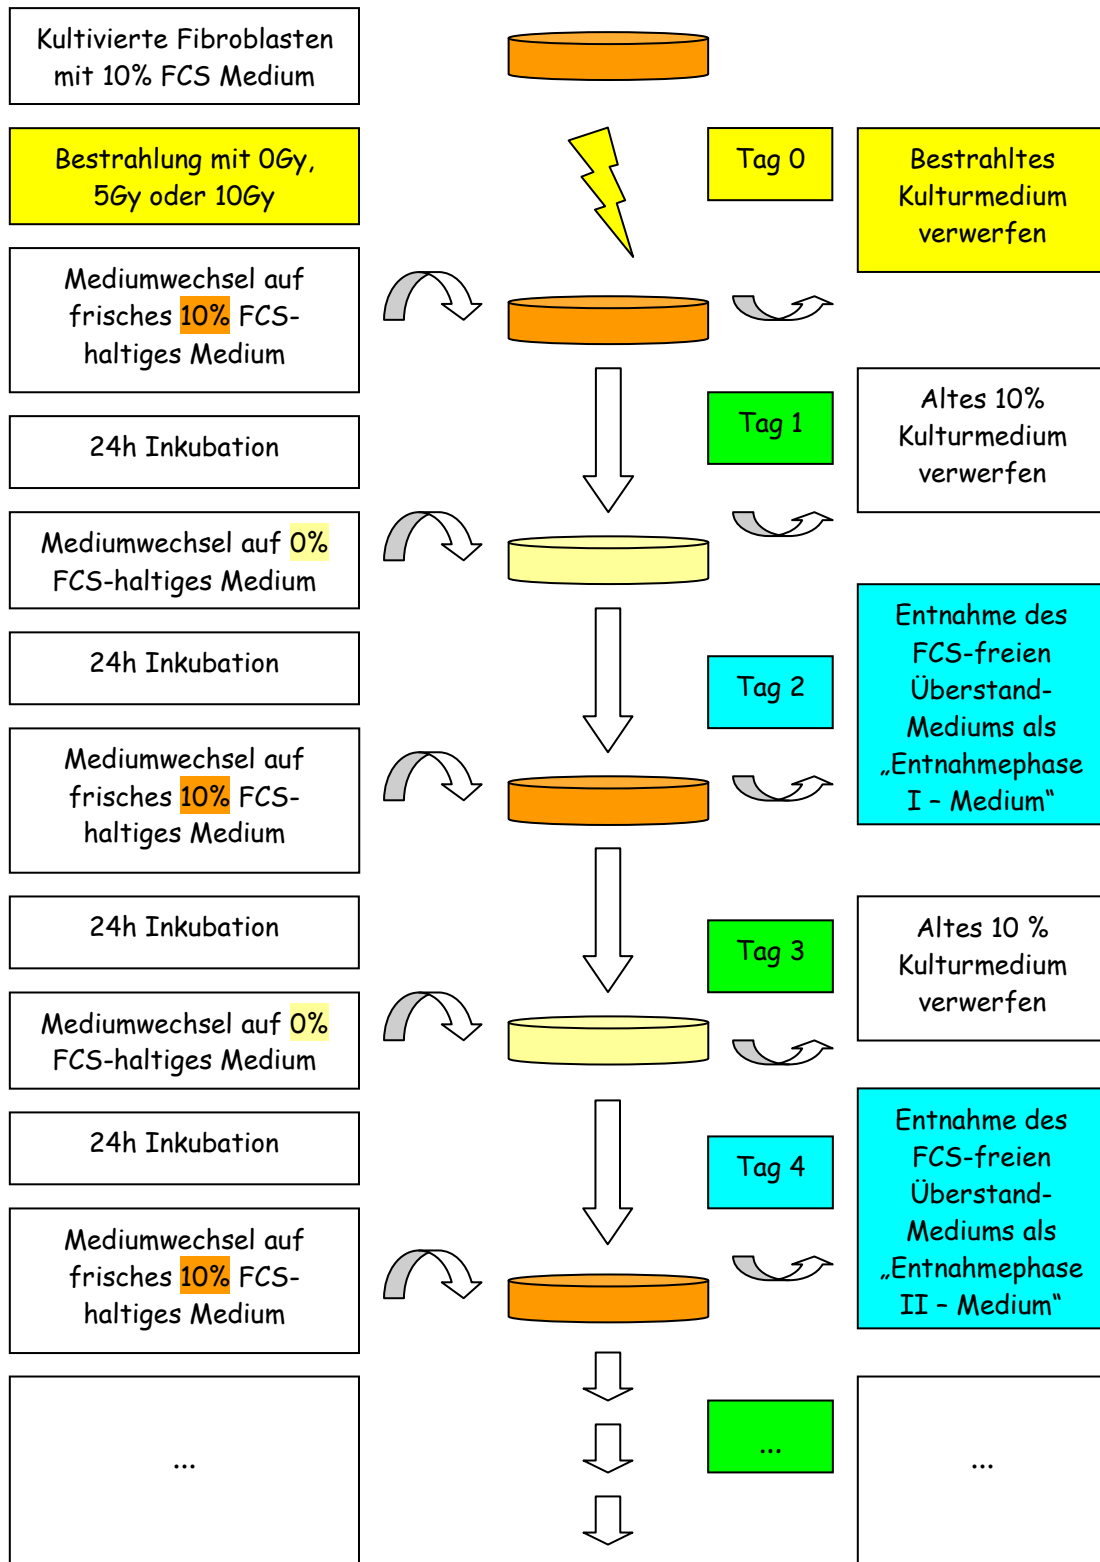 Kultivierte Fibroblasten
mit 10% FCS Medium
Bestrahlung mit 0Gy,
5Gy oder 10Gy
Tag 0
Bestrahltes
Kulturmedium
verwerfen
Mediumwechsel auf
frisches 10% FCS-
haltiges Medium
24h Inkubation
Tag 1
Altes 10%
Kulturmedium
verwerfen
Mediumwechsel auf 0%
FCS-haltiges Medium
24h Inkubation
Tag 2
Entnahme des
FCS-freien
Überstand-
Mediums als
„Entnahmephase
I – Medium“
Mediumwechsel auf
frisches 10% FCS-
haltiges Medium
24h Inkubation
Tag 3
Altes 10 %
Kulturmedium
verwerfen
Mediumwechsel auf 0%
FCS-haltiges Medium
24h Inkubation
Tag 4
Entnahme des
FCS-freien
Überstand-
Mediums als
„Entnahmephase
II – Medium“
Mediumwechsel auf
frisches 10% FCS-
haltiges Medium
...
...
...